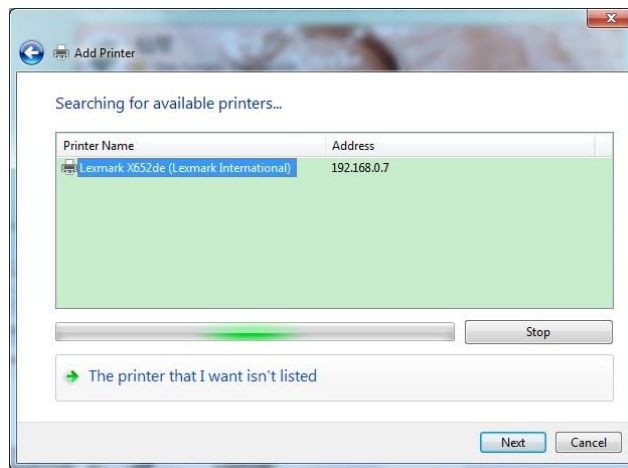 Add Printer
Searching for available printers...
Printer Name Address
Lexmark X652de (Lexmark International) 192.168.0.7
Stop
The printer that I want isn't listed
Next Cancel